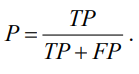 P = TP / (TP + FP) .